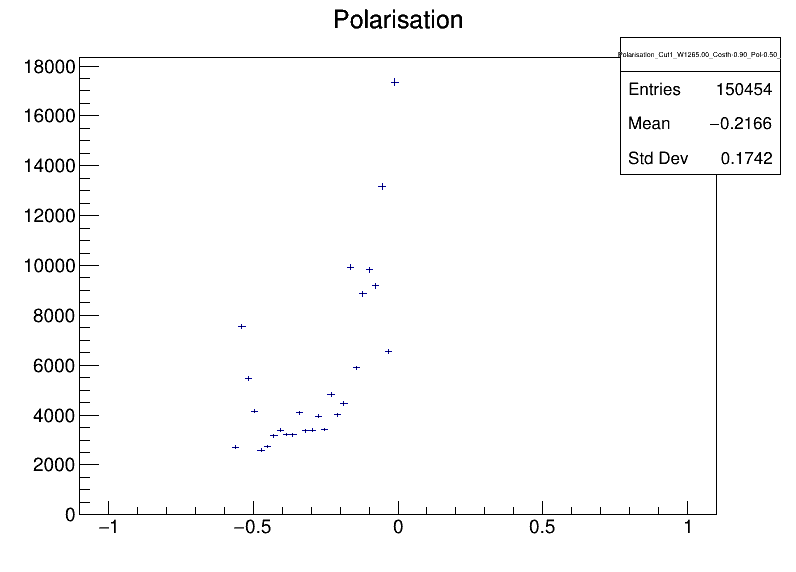 Polarisation
Polarisation_Cut1_W1265.00_Costh-0.90_Pol-0.50_
Entries 150454
Mean −0.2166
Std Dev 0.1742
18000
16000
14000
12000
10000
8000
6000
4000
2000
0
−1 −0.5 0 0.5 1